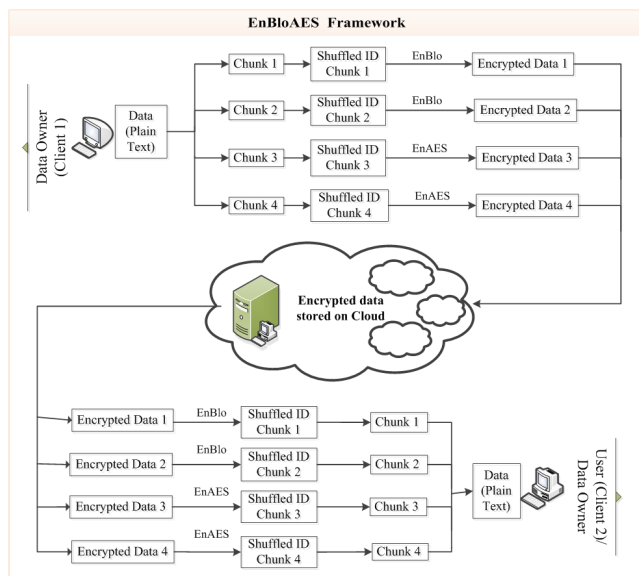 EnBloAES Framework
Data Owner
(Client 1)
Data
(Plain
Text)
Chunk 1
Shuffled ID
Chunk 1
EnBlo
Encrypted Data 1
Chunk 2
Shuffled ID
Chunk 2
EnBlo
Encrypted Data 2
Chunk 3
Shuffled ID
Chunk 3
EnAES
Encrypted Data 3
Chunk 4
Shuffled ID
Chunk 4
EnAES
Encrypted Data 4
Encrypted data
stored on Cloud
Encrypted Data 1
EnBlo
Shuffled ID
Chunk 1
Chunk 1
Encrypted Data 2
EnBlo
Shuffled ID
Chunk 2
Chunk 2
Encrypted Data 3
EnAES
Shuffled ID
Chunk 3
Chunk 3
Encrypted Data 4
EnAES
Shuffled ID
Chunk 4
Chunk 4
Data
(Plain
Text)
User (Client 2)/
Data Owner